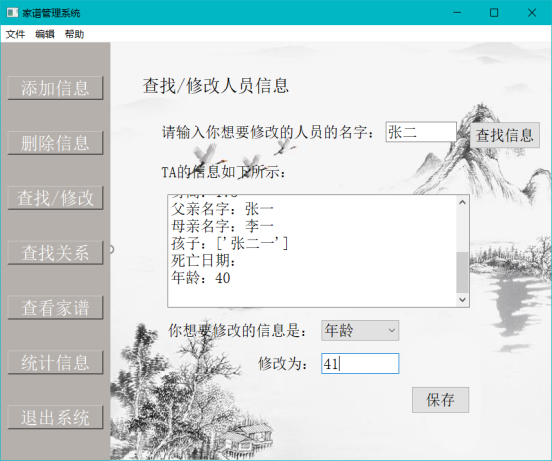 家谱管理系统
文件 编辑 帮助
添加信息
删除信息
查找/修改
查找关系
查看家谱
统计信息
退出系统
查找/修改人员信息
请输入你想要修改的人员的名字: 张二 查找信息
TA的信息如下所示:
父亲名字: 张一
母亲名字: 李一
孩子: ['张二一']
死亡日期:
年龄: 40
你想要修改的信息是: 年龄
修改为: 41
保存